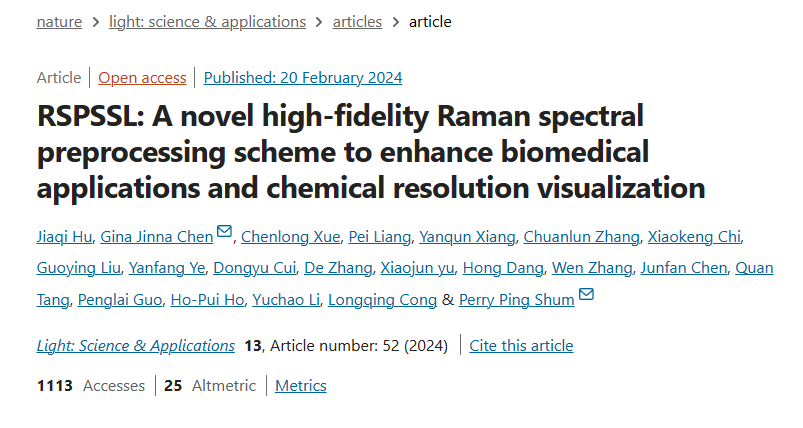 nature > light: science & applications > articles > article
Article | Open access | Published: 20 February 2024
RSPSSL: A novel high-fidelity Raman spectral
preprocessing scheme to enhance biomedical
applications and chemical resolution visualization
Jiaqi Hu, Gina Jinna Chen, Chenlong Xue, Pei Liang, Yanqun Xiang, Chuanlun Zhang, Xiaokeng Chi,
Guoying Liu, Yanfang Ye, Dongyu Cui, De Zhang, Xiaojun yu, Hong Dang, Wen Zhang, Junfan Chen, Quan
Tang, Penglai Guo, Ho-Pui Ho, Yuchao Li, Longqing Cong & Perry Ping Shum
Light: Science & Applications 13, Article number: 52 (2024) | Cite this article
1113 Accesses | 25 Altmetric | Metrics